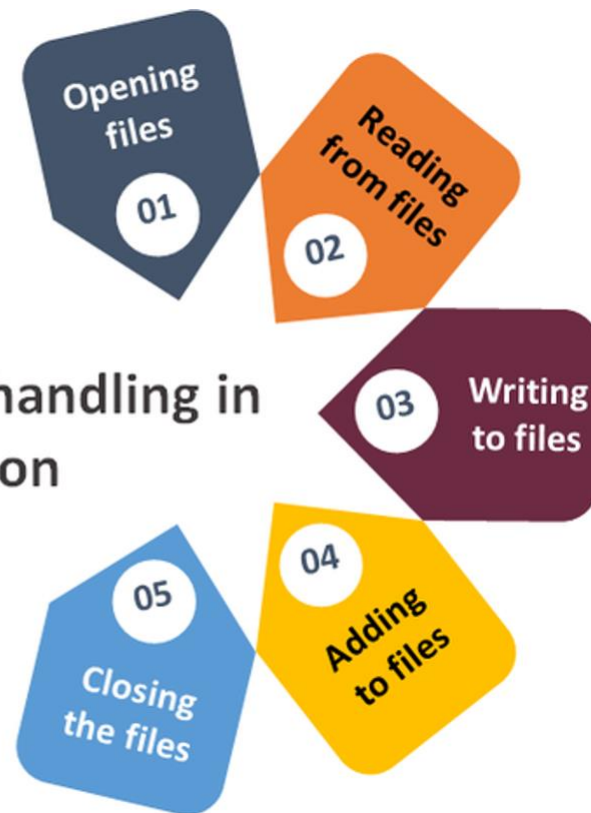 Opening
files
01
Reading
from files
02
handling in
on
03
Writing
to files
04
Adding
to files
05
Closing
the files